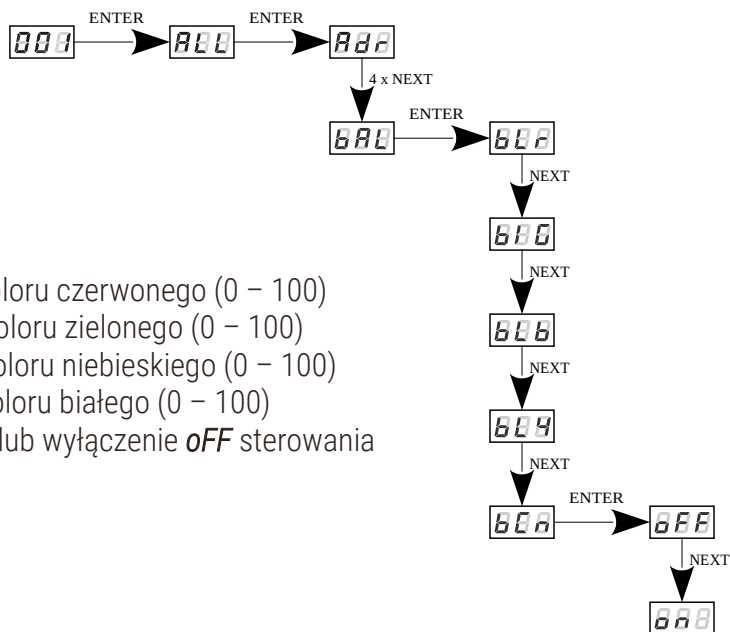 ENTER ENTER
001 ALL Adr
4 x NEXT
ENTER
bAL bLr
NEXT
bIG
NEXT
oloru czerwonego (0 – 100)
oloru zielonego (0 – 100)
bLb
oloru niebieskiego (0 – 100)
NEXT
oloru białego (0 – 100)
bL4
lub wyłączenie oFF sterowania
NEXT
ENTER
bCn oFF
NEXT
on